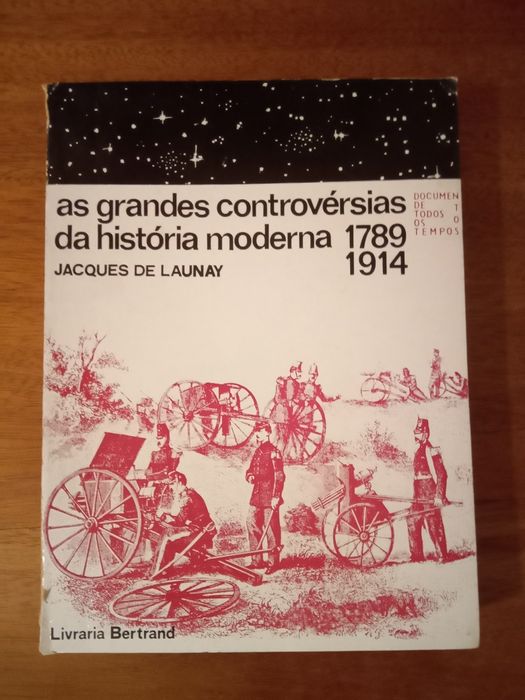 as grandes controvérsias
da história moderna 1789
1914
JACQUES DE LAUNAY
DOCUMEN
DE T
TODOS O
OS
TEMPOS
Livraria Bertrand